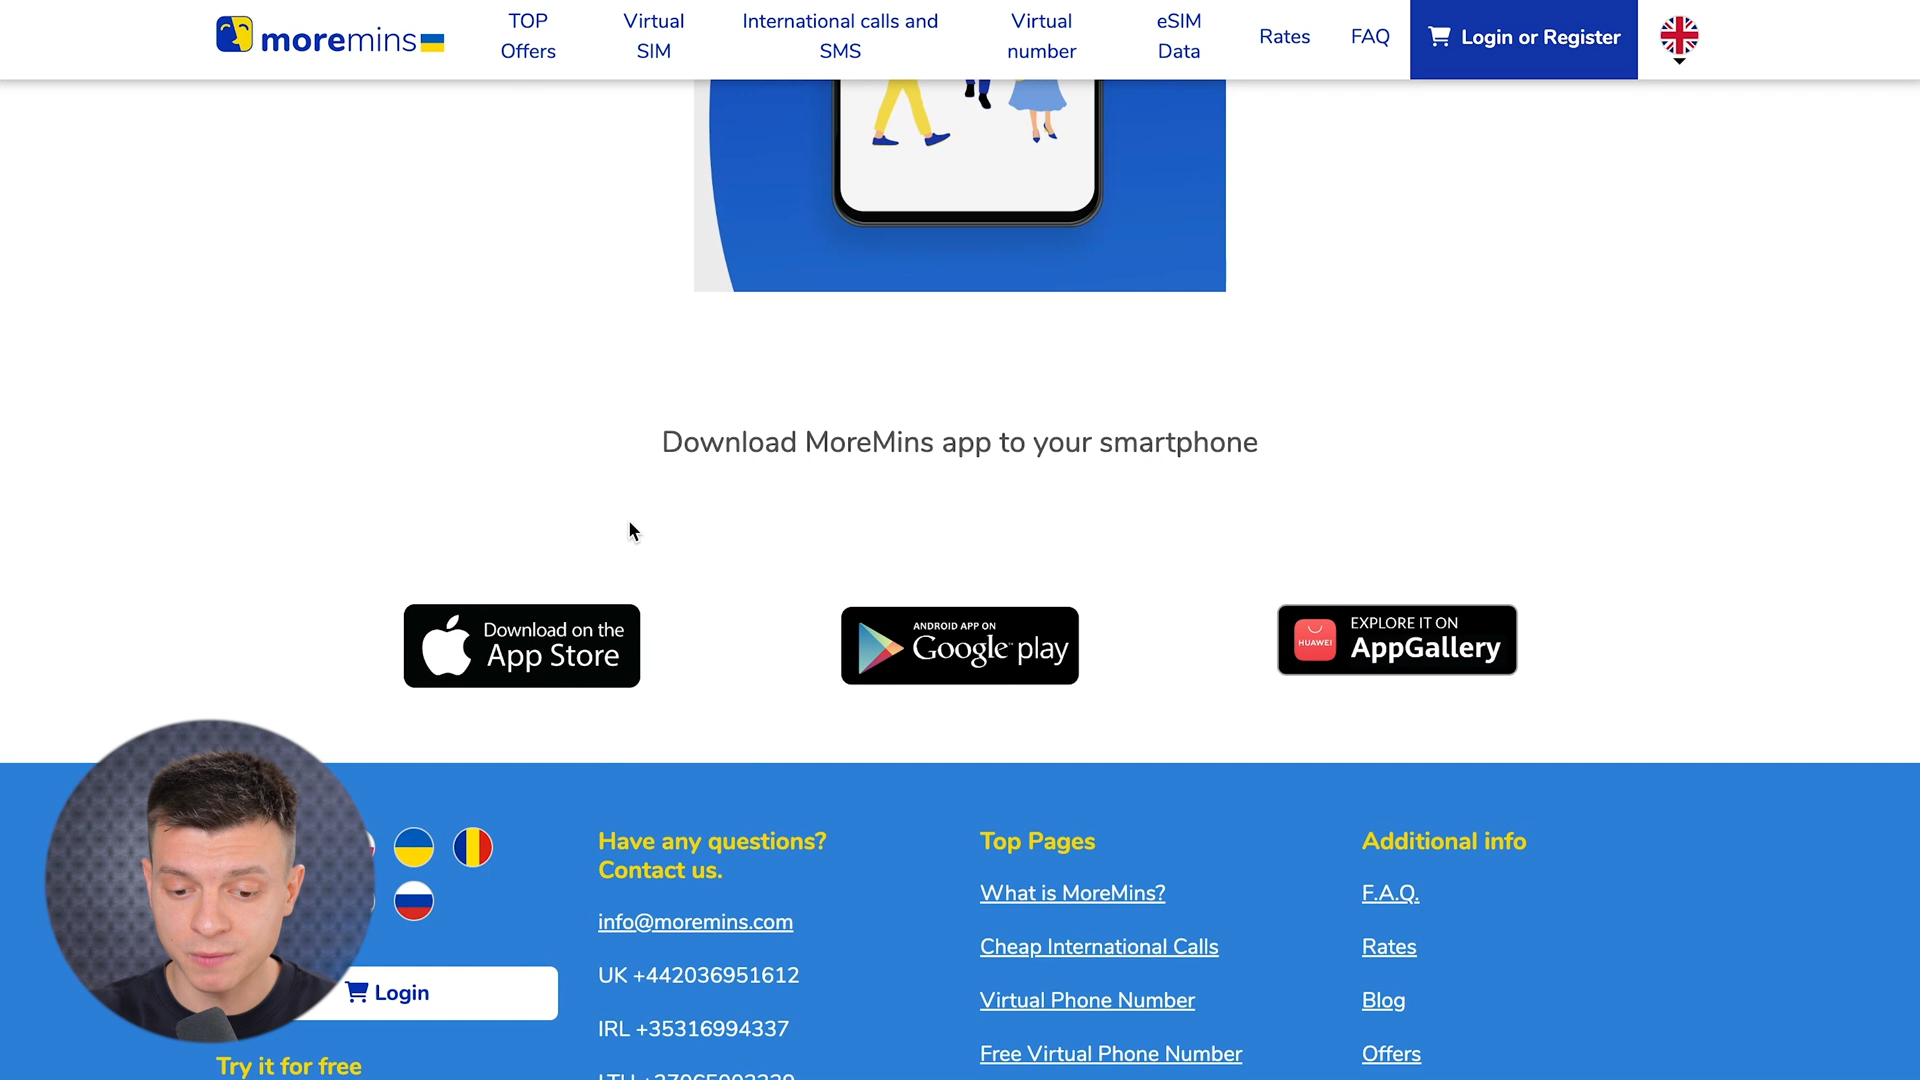 moremins
TOP
Offers
Virtual
SIM
International calls and
SMS
Virtual
number
eSIM
Data
Rates
FAQ
Login or Register
Download MoreMins app to your smartphone
Download on the
App Store
ANDROID APP ON
Google play
HUAWEI
EXPLORE IT ON
AppGallery
Login
Try it for free
Have any questions?
Contact us.
info@moremins.com
UK +442036951612
IRL +35316994337
Top Pages
What is MoreMins?
Cheap International Calls
Virtual Phone Number
Free Virtual Phone Number
Additional info
F.A.Q.
Rates
Blog
Offers